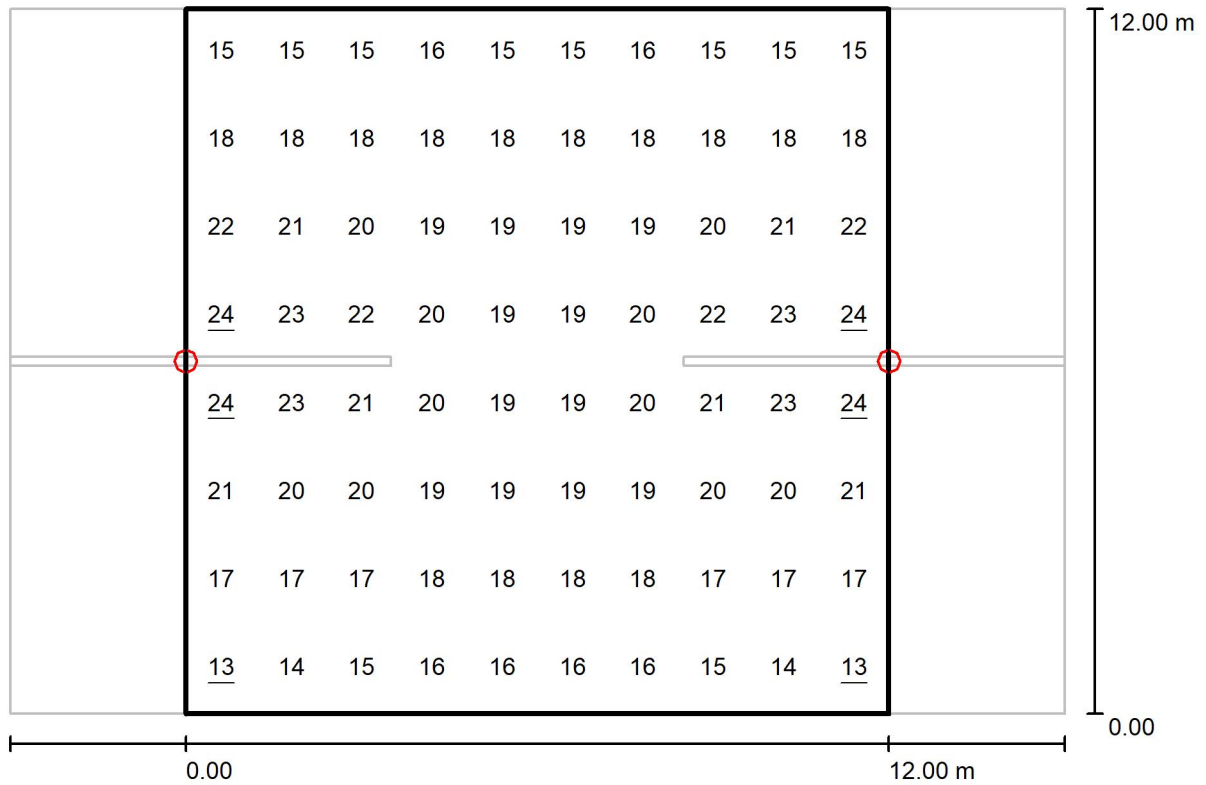 12.00 m
15 15 15 16 15 15 16 15 15 15
18 18 18 18 18 18 18 18 18 18
22 21 20 19 19 19 19 20 21 22
24 23 22 20 19 19 20 22 23 24
24 23 21 20 19 19 20 21 23 24
21 20 20 19 19 19 19 20 20 21
17 17 17 18 18 18 18 17 17 17
13 14 15 16 16 16 16 15 14 13
0.00
0.00 12.00 m